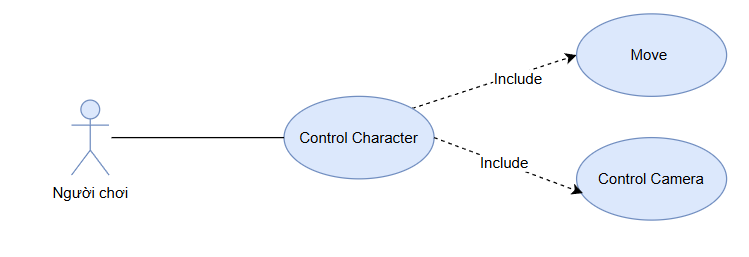 Move
Include
Control Character
Include
Control Camera
Người chơi